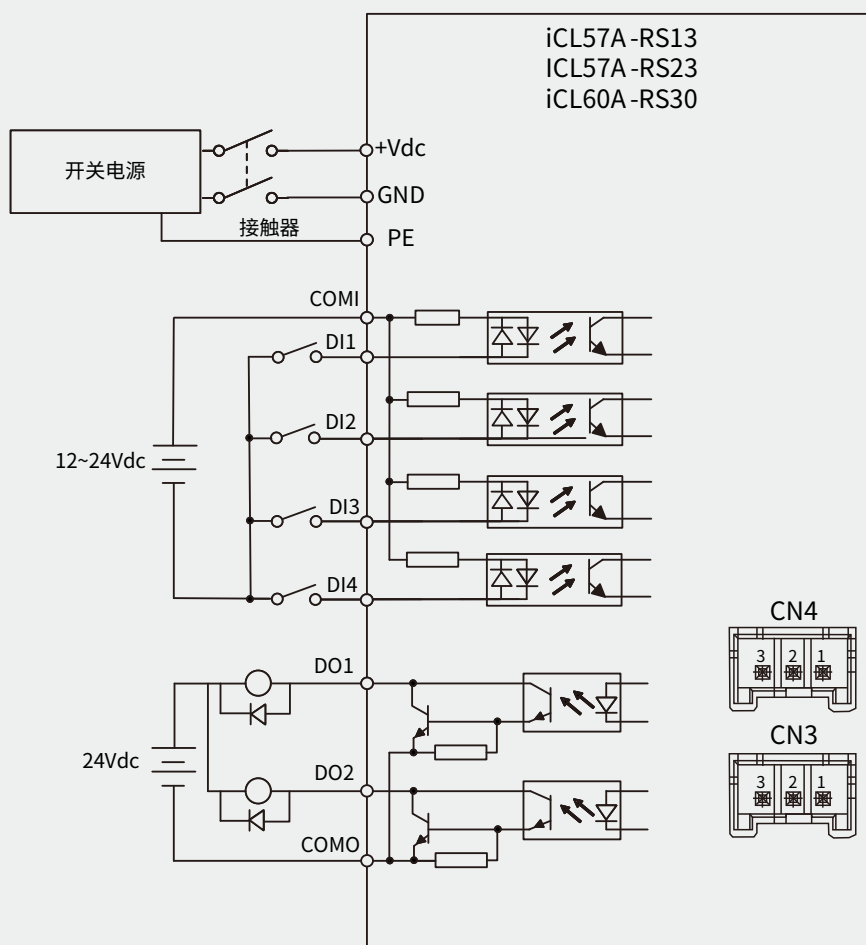 iCL57A-RS13
ICL57A-RS23
iCL60A-RS30
开关电源
+Vdc
GND
接触器
PE
COMI
DI1
DI2
12~24Vdc
DI3
DI4
CN4
3 2 1
DO1
CN3
24Vdc
DO2
3 2 1
COMO